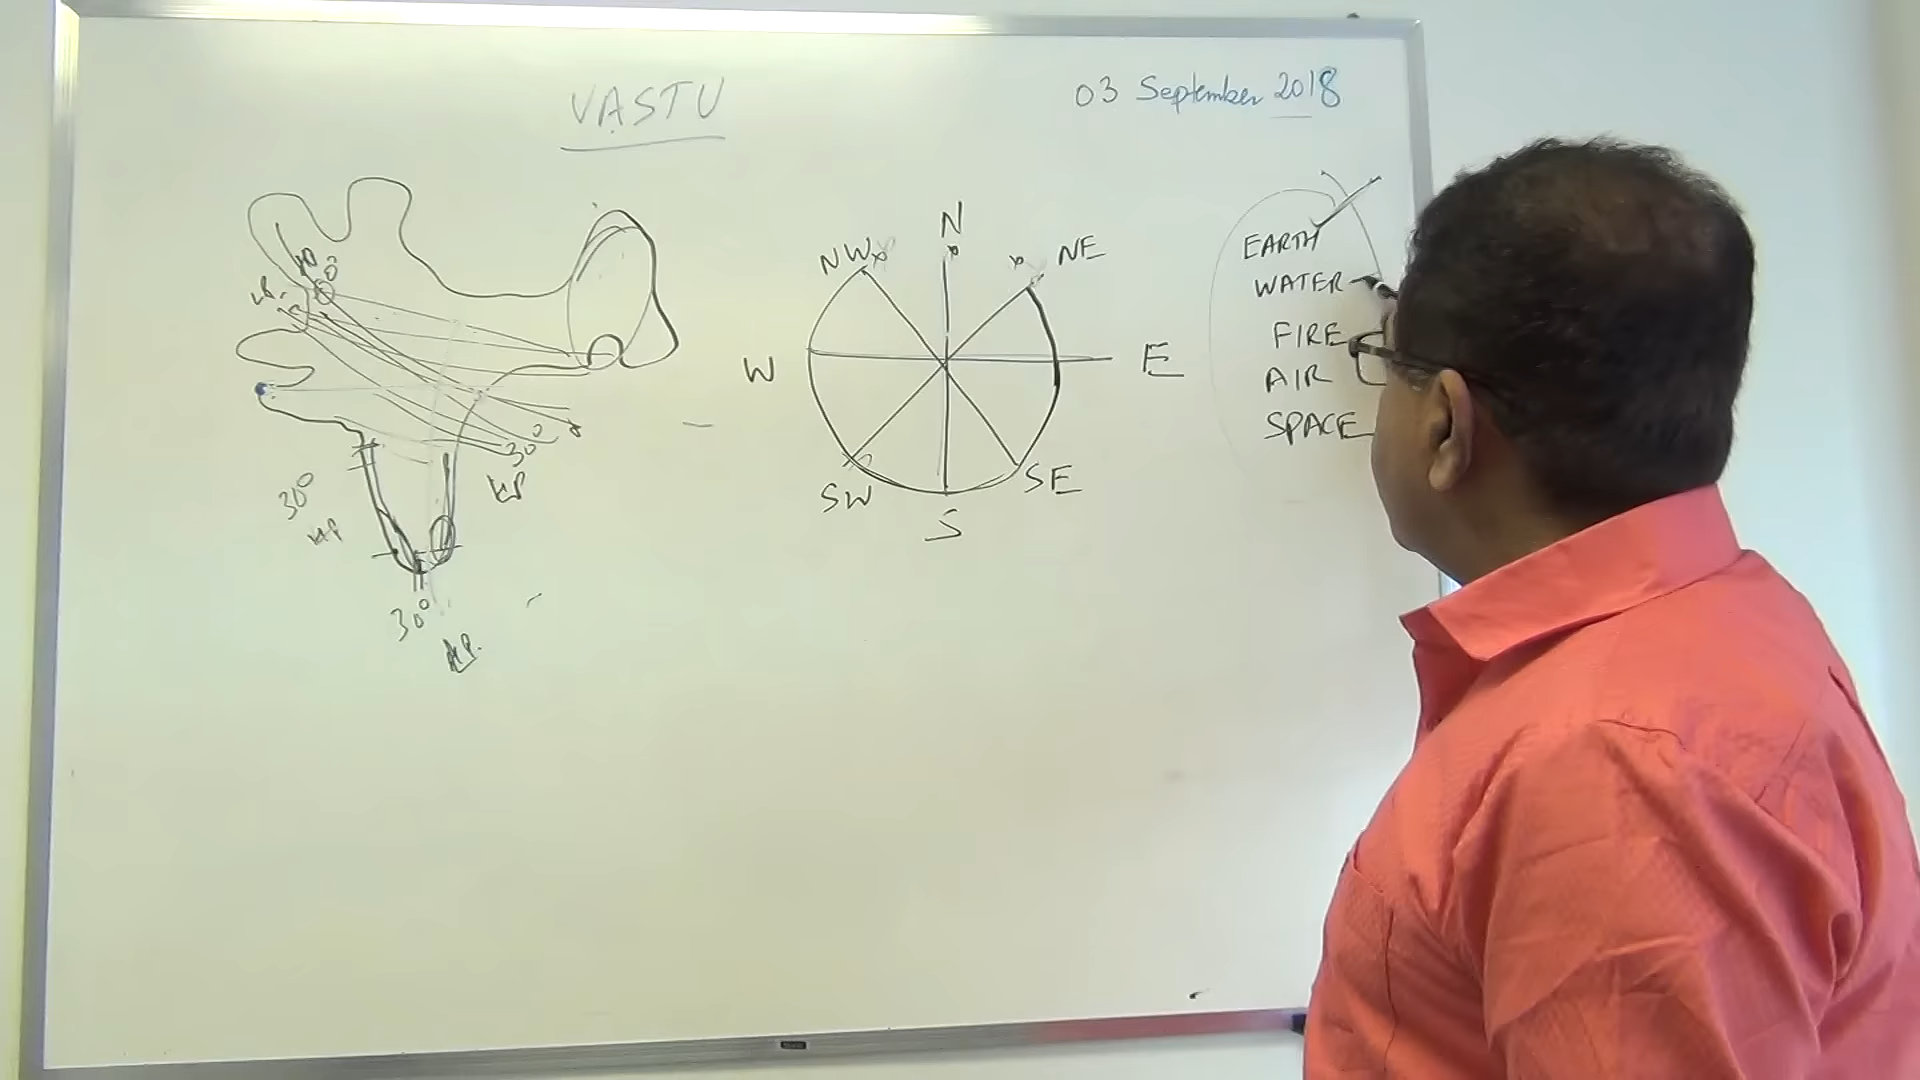 VASTU
03 September 2018
30°
30°
30°
N
NW
NE
W
E
SW
SE
S
EARTH
WATER
FIRE
AIR
SPACE